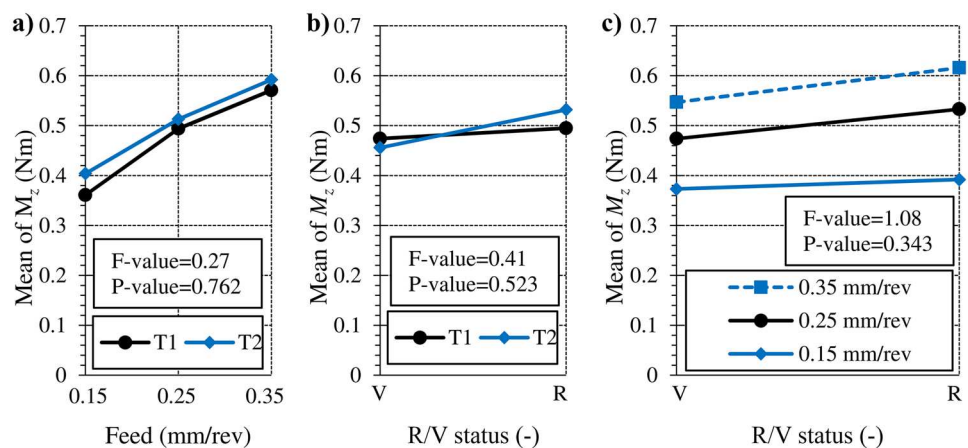 a)
Mean of M_z (Nm)
0.7
0.6
0.5
0.4
0.3
0.2
0.1
0
F-value=0.27
P-value=0.762
T1 T2
0.15 0.25 0.35
Feed (mm/rev)
b)
Mean of M_z (Nm)
0.7
0.6
0.5
0.4
0.3
0.2
0.1
0
F-value=0.41
P-value=0.523
T1 T2
V R
R/V status (-)
c)
Mean of M_z (Nm)
0.7
0.6
0.5
0.4
0.3
0.2
0.1
0
F-value=1.08
P-value=0.343
0.35 mm/rev
0.25 mm/rev
0.15 mm/rev
V R
R/V status (-)